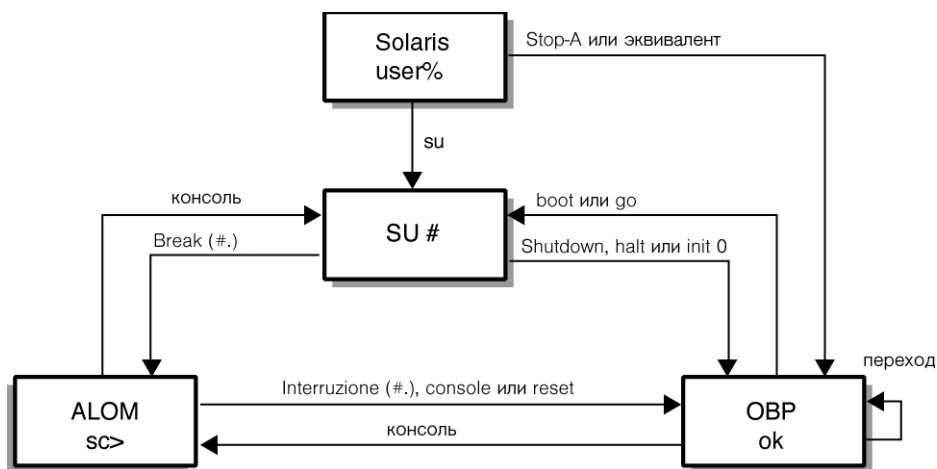 Solaris
user%
Stop-A или эквивалент
su
консоль
boot или go
SU #
Break (#.)
Shutdown, halt или init 0
переход
Interruzione (#.), console или reset
ALOM
sc>
OBP
ok
консоль